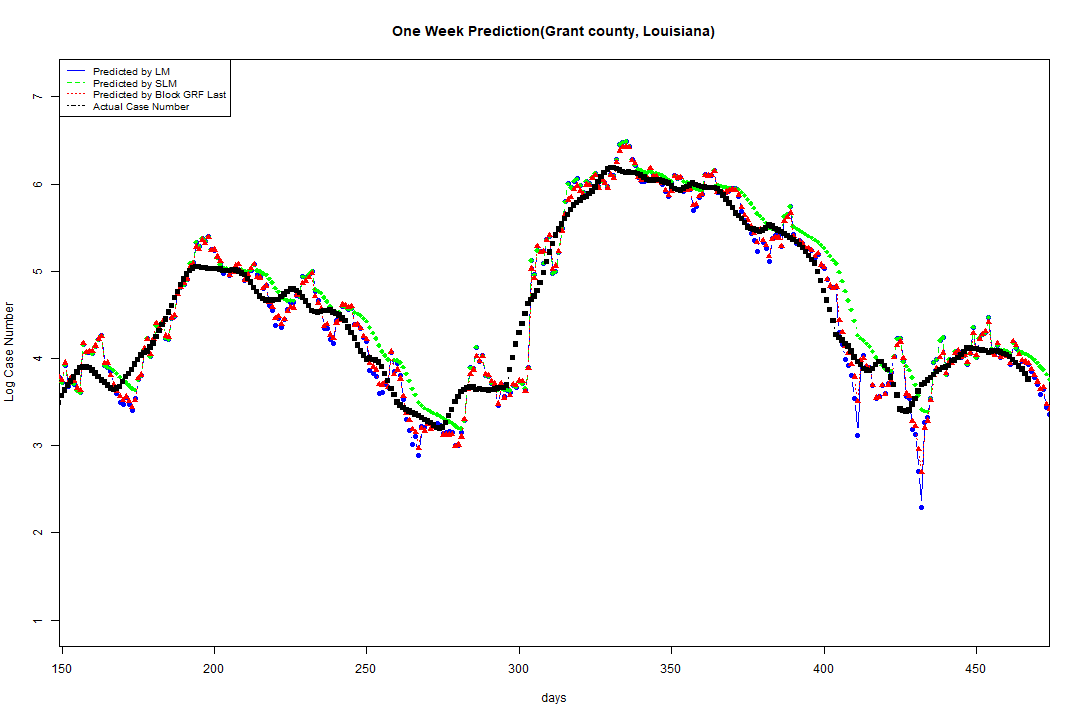 One Week Prediction(Grant county, Louisiana)
Predicted by LM
Predicted by SLM
Predicted by Block GRF Last
Actual Case Number
7
6
5
4
3
2
1
Log Case Number
150 200 250 300 350 400 450
days